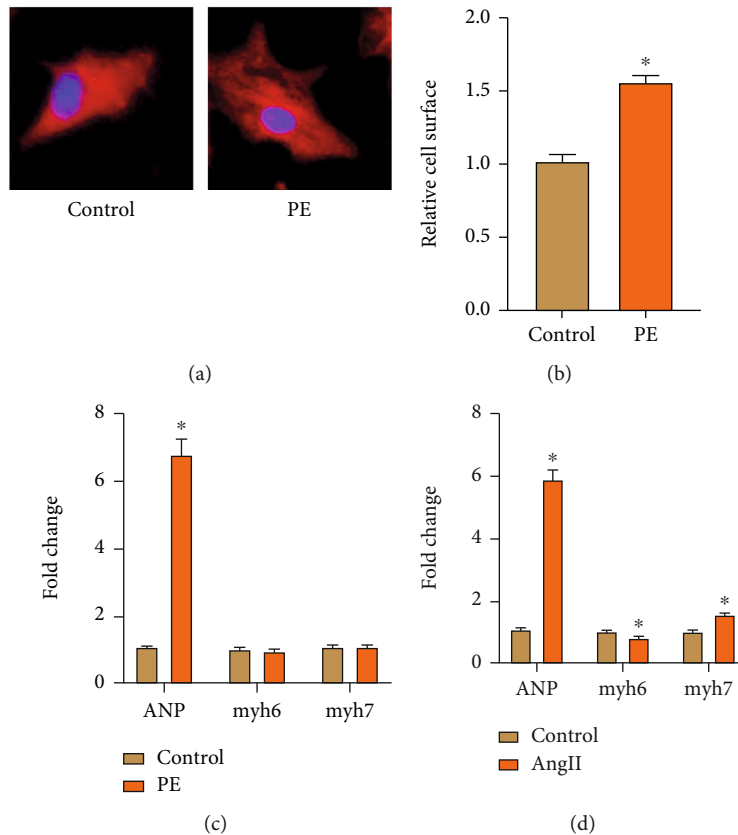 Control
PE
(a)
2.0
1.5
1.0
0.5
0.0
Relative cell surface
*
Control
PE
(b)
8
6
4
2
0
Fold change
*
ANP
myh6
myh7
Control
PE
(c)
8
6
4
2
0
Fold change
*
*
*
ANP
myh6
myh7
Control
AngII
(d)